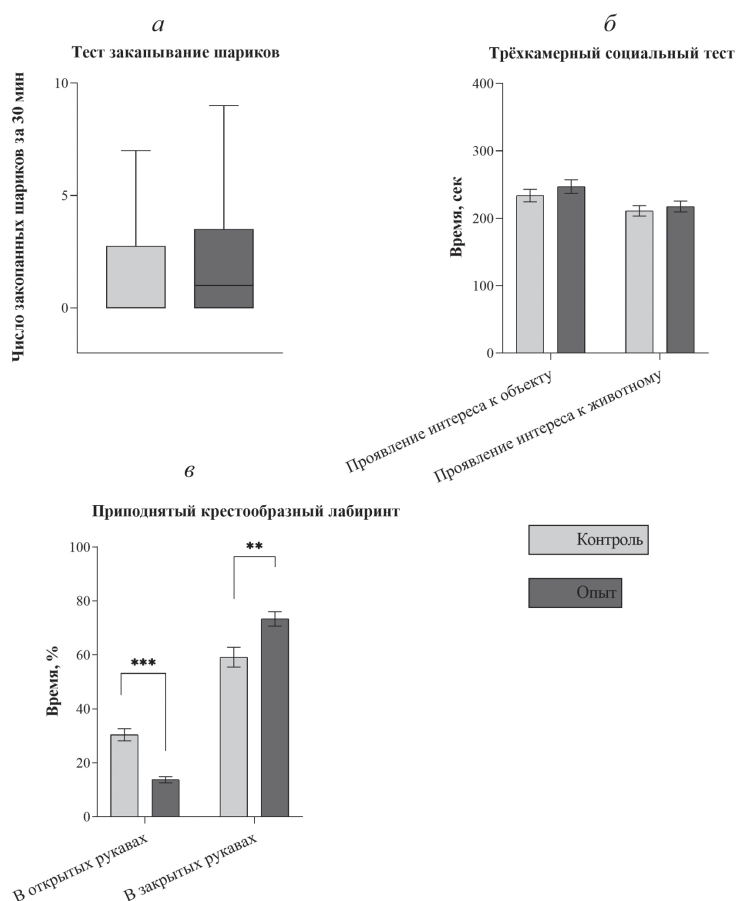 а
Тест закапывание шариков
Число закопанных шариков за 30 мин
10
5
0
б
Трёхкамерный социальный тест
Время, сек
400
300
200
100
0
Проявление интереса к объекту
Проявление интереса к животному
в
Приподнятый крестообразный лабиринт
Время, %
100
80
60
40
20
0
***
**
В открытых рукавах
В закрытых рукавах
Контроль
Опыт